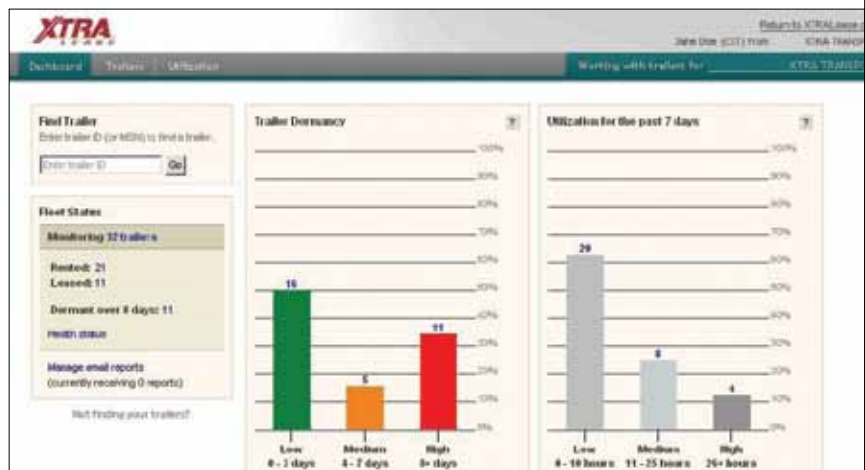 XTRA
LEASE
Return to XTRALease
Jane Doe (CST) from XTRA TRANSP
Dashboard Trailers Utilization
Working with trailers for XTRA TRANSP
Find Trailer
Enter trailer ID (or MSN) to find a trailer.
Enter trailer ID Go
Fleet Status
Monitoring 32 trailers
Rented: 21
Leased: 11
Dormant over 8 days: 11
Health status
Manage email reports
(currently receiving 0 reports)
Not finding your trailers?
Trailer Dormancy ?
100%
90%
80%
70%
60%
50%
40%
30%
20%
10%
0%
16
5
11
Low Medium High
0 - 3 days 4 - 7 days 8+ days
Utilization for the past 7 days ?
100%
90%
80%
70%
60%
50%
40%
30%
20%
10%
0%
20
8
4
Low Medium High
0 - 10 hours 11 - 25 hours 26+ hours